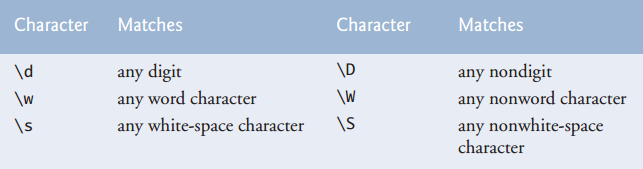 Character Matches Character Matches
\d any digit \D any nondigit
\w any word character \W any nonword character
\s any white-space character \S any nonwhite-space
character